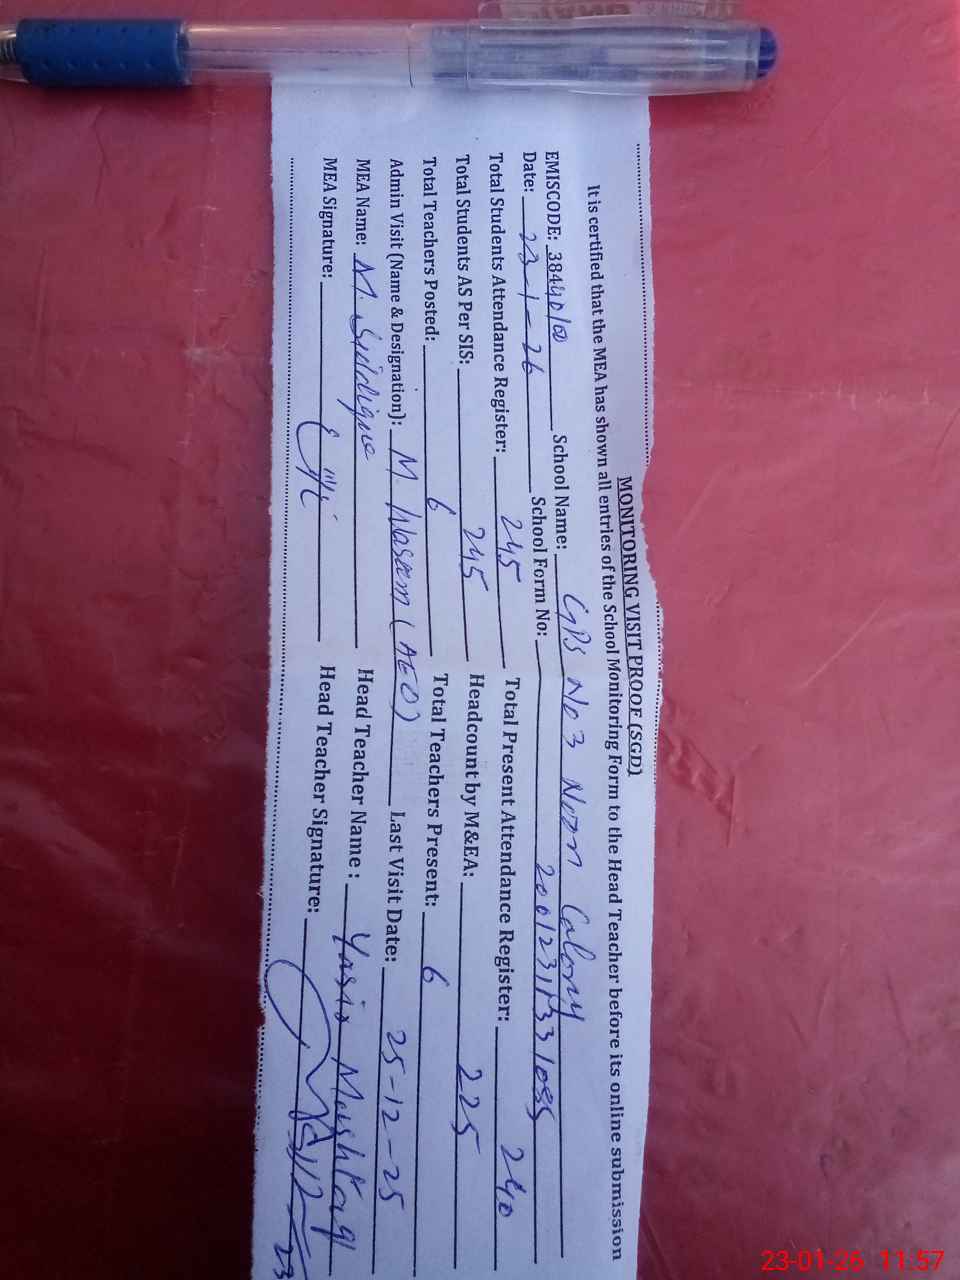 MONITORING VISIT PROOF (SGD)
It is certified that the MEA has shown all entries of the School Monitoring Form to the Head Teacher before its online submission
EMISCODE: 38440100 School Name: GPS No 3 Noon Colony
Date: 23-1-26 School Form No:
Total Students Attendance Register: 245 Total Present Attendance Register: 240
Total Students AS Per SIS: 245 Headcount by M&EA: 225
Total Teachers Posted: 6 Total Teachers Present: 6
Admin Visit (Name & Designation): M. Waseem (AEO) Last Visit Date: 25-12-25
MEA Name: M. Siddique Head Teacher Name : Yasir Mushtaq
MEA Signature: Head Teacher Signature:
23-01-26 11:57